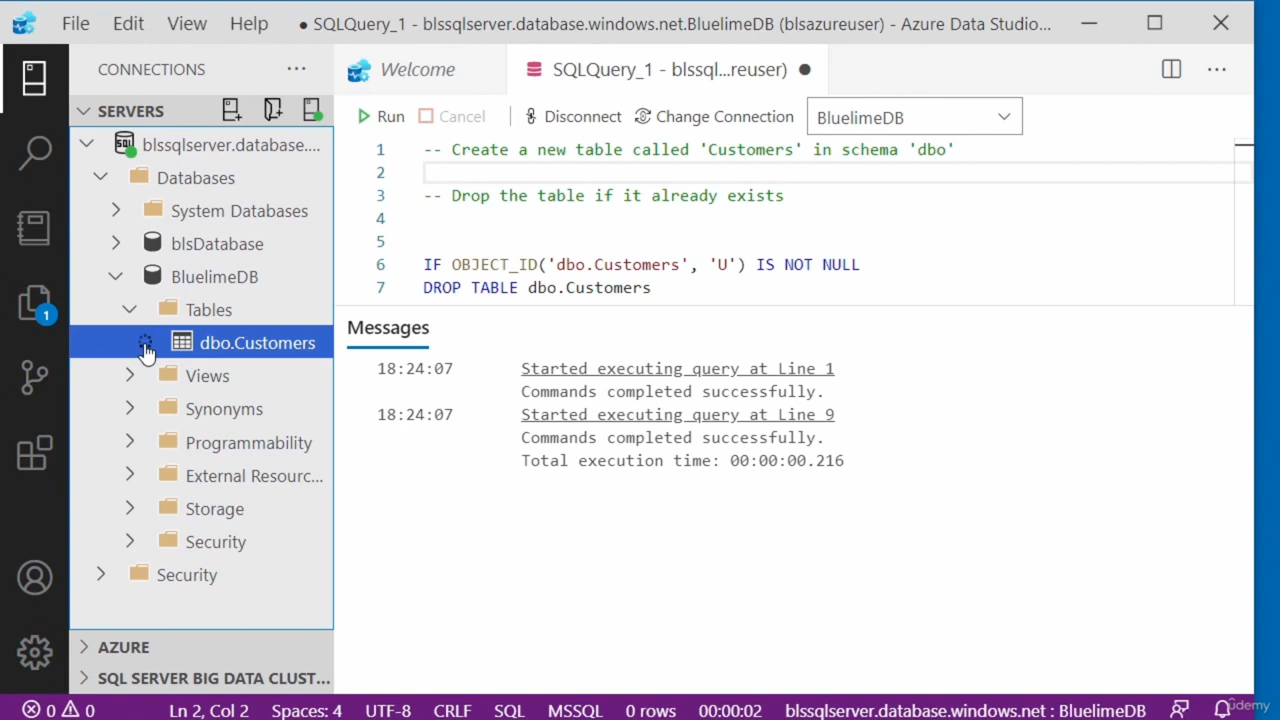 File Edit View Help ● SQLQuery_1 - blssqlserver.database.windows.net.BluelimeDB (blsazureuser) - Azure Data Studio...
CONNECTIONS
Welcome
SQLQuery_1 - blssql...reuser)
SERVERS
Run Cancel Disconnect Change Connection BluelimeDB
blssqlserver.database....
Databases
System Databases
blsDatabase
BluelimeDB
Tables
dbo.Customers
Views
Synonyms
Programmability
External Resourc...
Storage
Security
Security
AZURE
SQL SERVER BIG DATA CLUST...
1
1 -- Create a new table called 'Customers' in schema 'dbo'
2
3 -- Drop the table if it already exists
4
5
6 IF OBJECT_ID('dbo.Customers', 'U') IS NOT NULL
7 DROP TABLE dbo.Customers
Messages
18:24:07 Started executing query at Line 1
Commands completed successfully.
18:24:07 Started executing query at Line 9
Commands completed successfully.
Total execution time: 00:00:00.216
0 0 Ln 2, Col 2 Spaces: 4 UTF-8 CRLF SQL MSSQL 0 rows 00:00:02 blssqlserver.database.windows.net : BluelimeDB
ûdemy